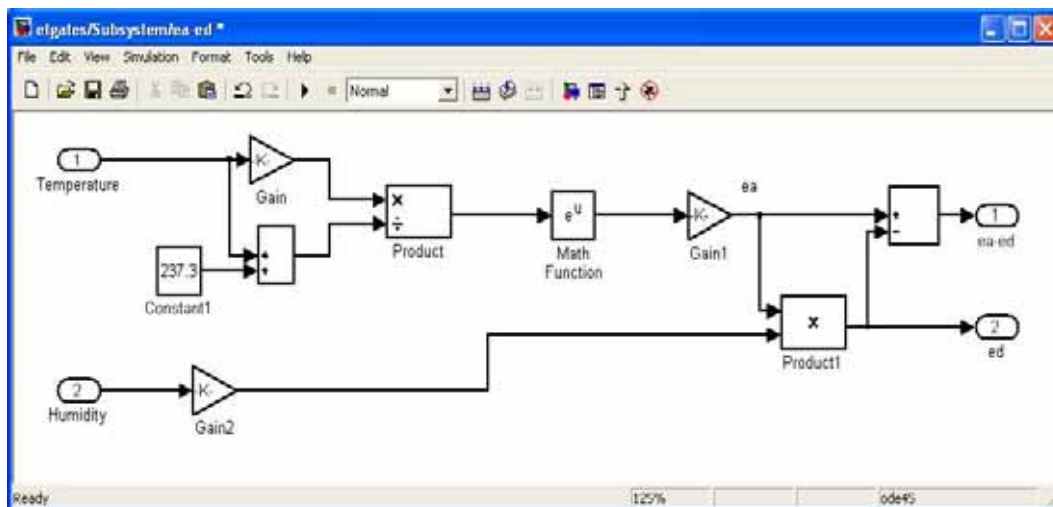 etgates/Subsystem/ea-ed *
File Edit View Simulation Format Tools Help
Normal
1
Temperature
-K-
Gain
×
÷
Product
e^u
Math
Function
-K-
Gain1
ea
+
−
1
ea-ed
237.3
Constant1
+
+
×
Product1
2
ed
2
Humidity
-K-
Gain2
Ready
125%
ode45